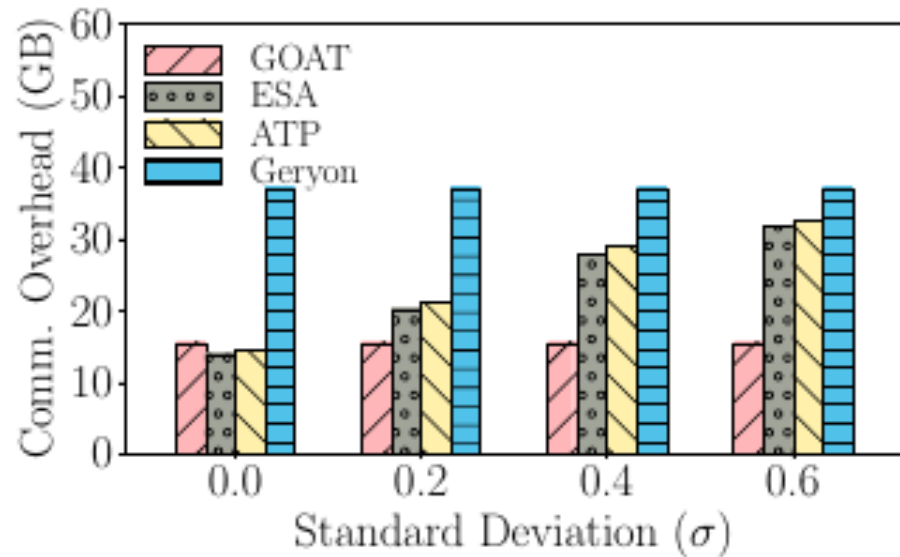 Comm. Overhead (GB)
60
50
40
30
20
10
0
GOAT
ESA
ATP
Geryon
0.0 0.2 0.4 0.6
Standard Deviation (σ)